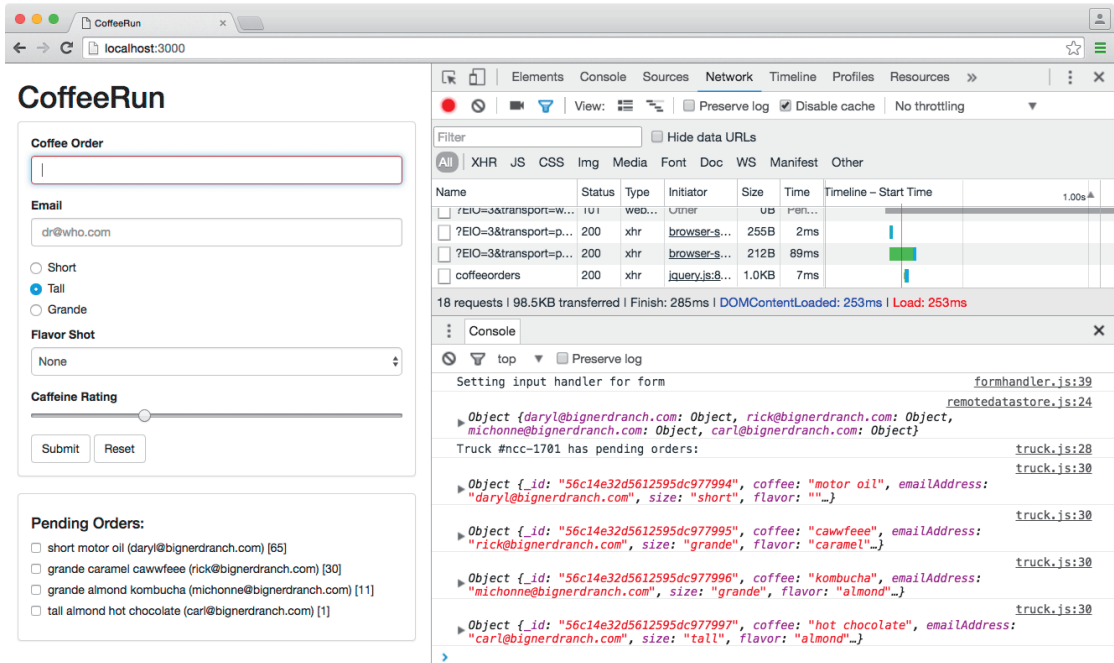 CoffeeRun
localhost:3000
CoffeeRun
Coffee Order
Email
dr@who.com
Short
Tall
Grande
Flavor Shot
None
Caffeine Rating
Submit Reset
Pending Orders:
short motor oil (daryl@bignerdranch.com) [65]
grande caramel cawwfeee (rick@bignerdranch.com) [30]
grande almond kombucha (michonne@bignerdranch.com) [11]
tall almond hot chocolate (carl@bignerdranch.com) [1]
Elements Console Sources Network Timeline Profiles Resources »
View: Preserve log Disable cache No throttling
Filter Hide data URLs
All XHR JS CSS Img Media Font Doc WS Manifest Other
Name Status Type Initiator Size Time Timeline – Start Time 1.00s
?EIO=3&transport=w... 101 web... Other 0B Pen...
?EIO=3&transport=p... 200 xhr browser-s... 255B 2ms
?EIO=3&transport=p... 200 xhr browser-s... 212B 89ms
coffeeorders 200 xhr jquery.js:8... 1.0KB 7ms
18 requests | 98.5KB transferred | Finish: 285ms | DOMContentLoaded: 253ms | Load: 253ms
Console
top Preserve log
Setting input handler for form formhandler.js:39
remotedatastore.js:24
Object {daryl@bignerdranch.com: Object, rick@bignerdranch.com: Object,
michonne@bignerdranch.com: Object, carl@bignerdranch.com: Object}
Truck #ncc-1701 has pending orders: truck.js:28
truck.js:30
Object {_id: "56c14e32d5612595dc977994", coffee: "motor oil", emailAddress:
"daryl@bignerdranch.com", size: "short", flavor: ""…}
truck.js:30
Object {_id: "56c14e32d5612595dc977995", coffee: "cawwfeee", emailAddress:
"rick@bignerdranch.com", size: "grande", flavor: "caramel"…}
truck.js:30
Object {_id: "56c14e32d5612595dc977996", coffee: "kombucha", emailAddress:
"michonne@bignerdranch.com", size: "grande", flavor: "almond"…}
truck.js:30
Object {_id: "56c14e32d5612595dc977997", coffee: "hot chocolate", emailAddress:
"carl@bignerdranch.com", size: "tall", flavor: "almond"…}